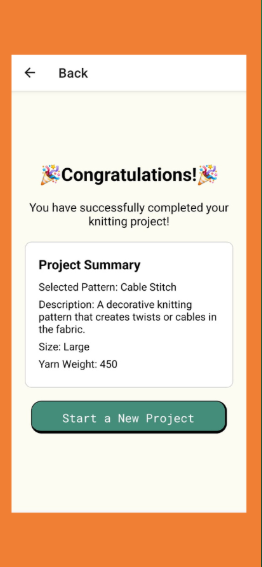 Back
🎉Congratulations!🎉
You have successfully completed your
knitting project!
Project Summary
Selected Pattern: Cable Stitch
Description: A decorative knitting
pattern that creates twists or cables in
the fabric.
Size: Large
Yarn Weight: 450
Start a New Project